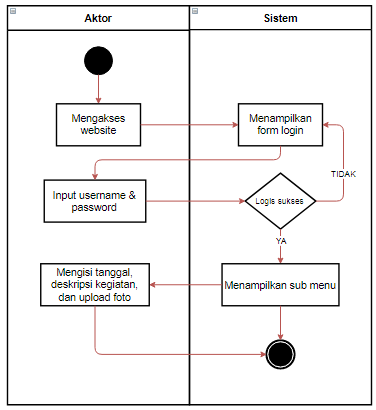 Aktor
Sistem
Mengakses
website
Menampilkan
form login
Input username &
password
Logis sukses
TIDAK
YA
Mengisi tanggal,
deskripsi kegiatan,
dan upload foto
Menampilkan sub menu